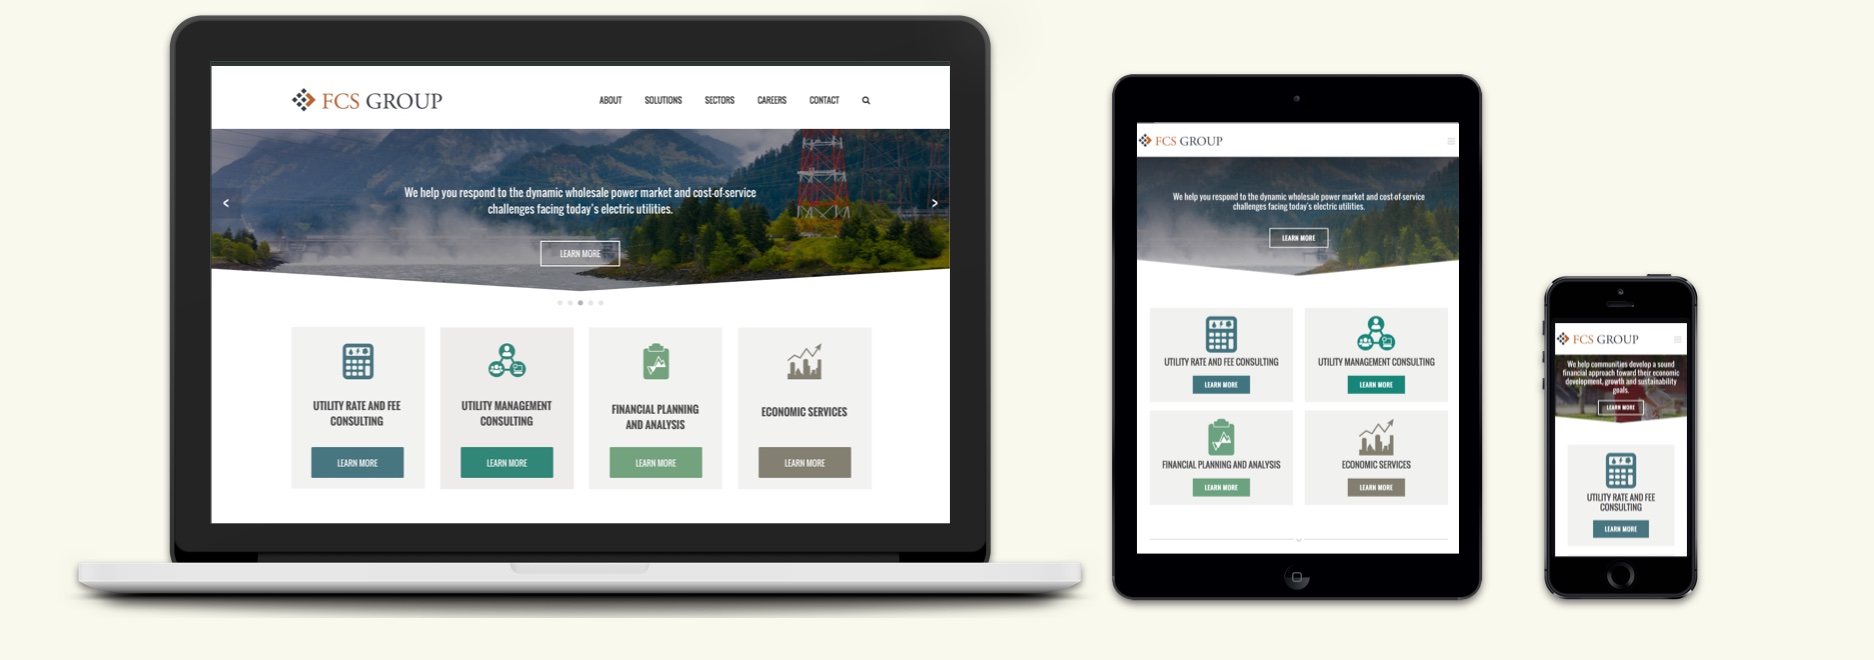 FCS GROUP
ABOUT SOLUTIONS SECTORS CAREERS CONTACT
We help you respond to the dynamic wholesale power market and cost-of-service
challenges facing today's electric utilities.
LEARN MORE
UTILITY RATE AND FEE
CONSULTING
LEARN MORE
UTILITY MANAGEMENT
CONSULTING
LEARN MORE
FINANCIAL PLANNING
AND ANALYSIS
LEARN MORE
ECONOMIC SERVICES
LEARN MORE
FCS GROUP
We help you respond to the dynamic wholesale power market and cost-of-service
challenges facing today's electric utilities.
LEARN MORE
UTILITY RATE AND FEE CONSULTING
LEARN MORE
UTILITY MANAGEMENT CONSULTING
LEARN MORE
FINANCIAL PLANNING AND ANALYSIS
LEARN MORE
ECONOMIC SERVICES
LEARN MORE
FCS GROUP
We help communities develop a sound
financial approach toward their economic
development, growth and sustainability
goals.
LEARN MORE
UTILITY RATE AND FEE
CONSULTING
LEARN MORE